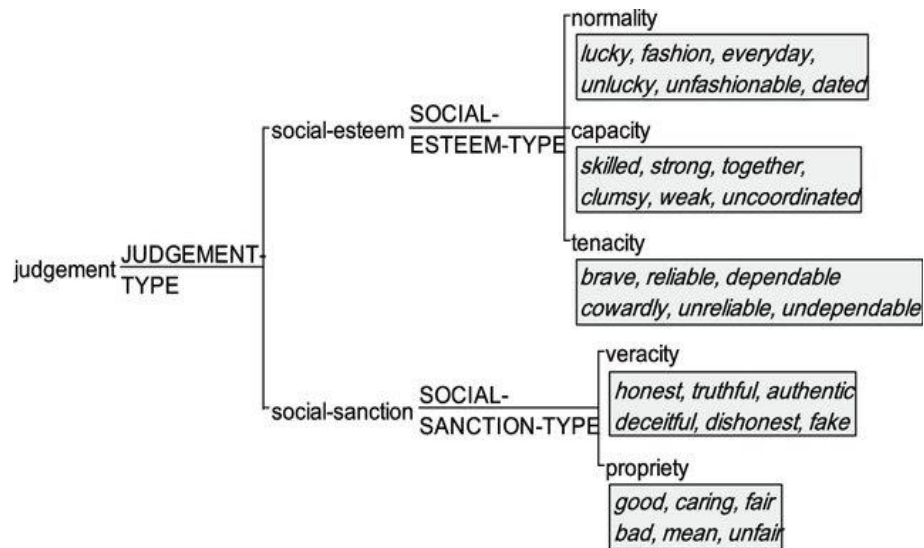 normality
lucky, fashion, everyday,
unlucky, unfashionable, dated
social-esteem
SOCIAL-
ESTEEM-TYPE
capacity
skilled, strong, together,
clumsy, weak, uncoordinated
tenacity
brave, reliable, dependable
cowardly, unreliable, undependable
judgement
JUDGEMENT-
TYPE
veracity
honest, truthful, authentic
deceitful, dishonest, fake
social-sanction
SOCIAL-
SANCTION-TYPE
propriety
good, caring, fair
bad, mean, unfair